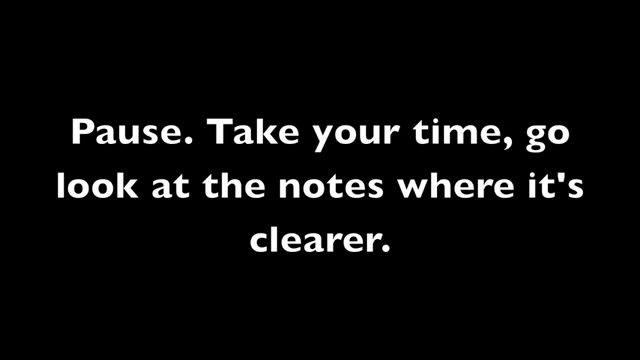 Pause. Take your time, go
look at the notes where it's
clearer.